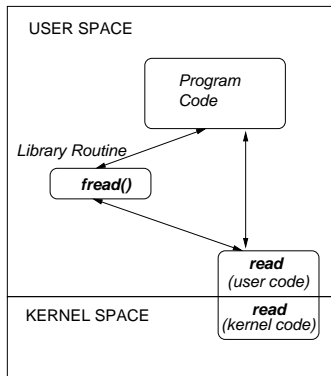 USER SPACE
Program
Code
Library Routine
fread()
read
(user code)
KERNEL SPACE
read
(kernel code)